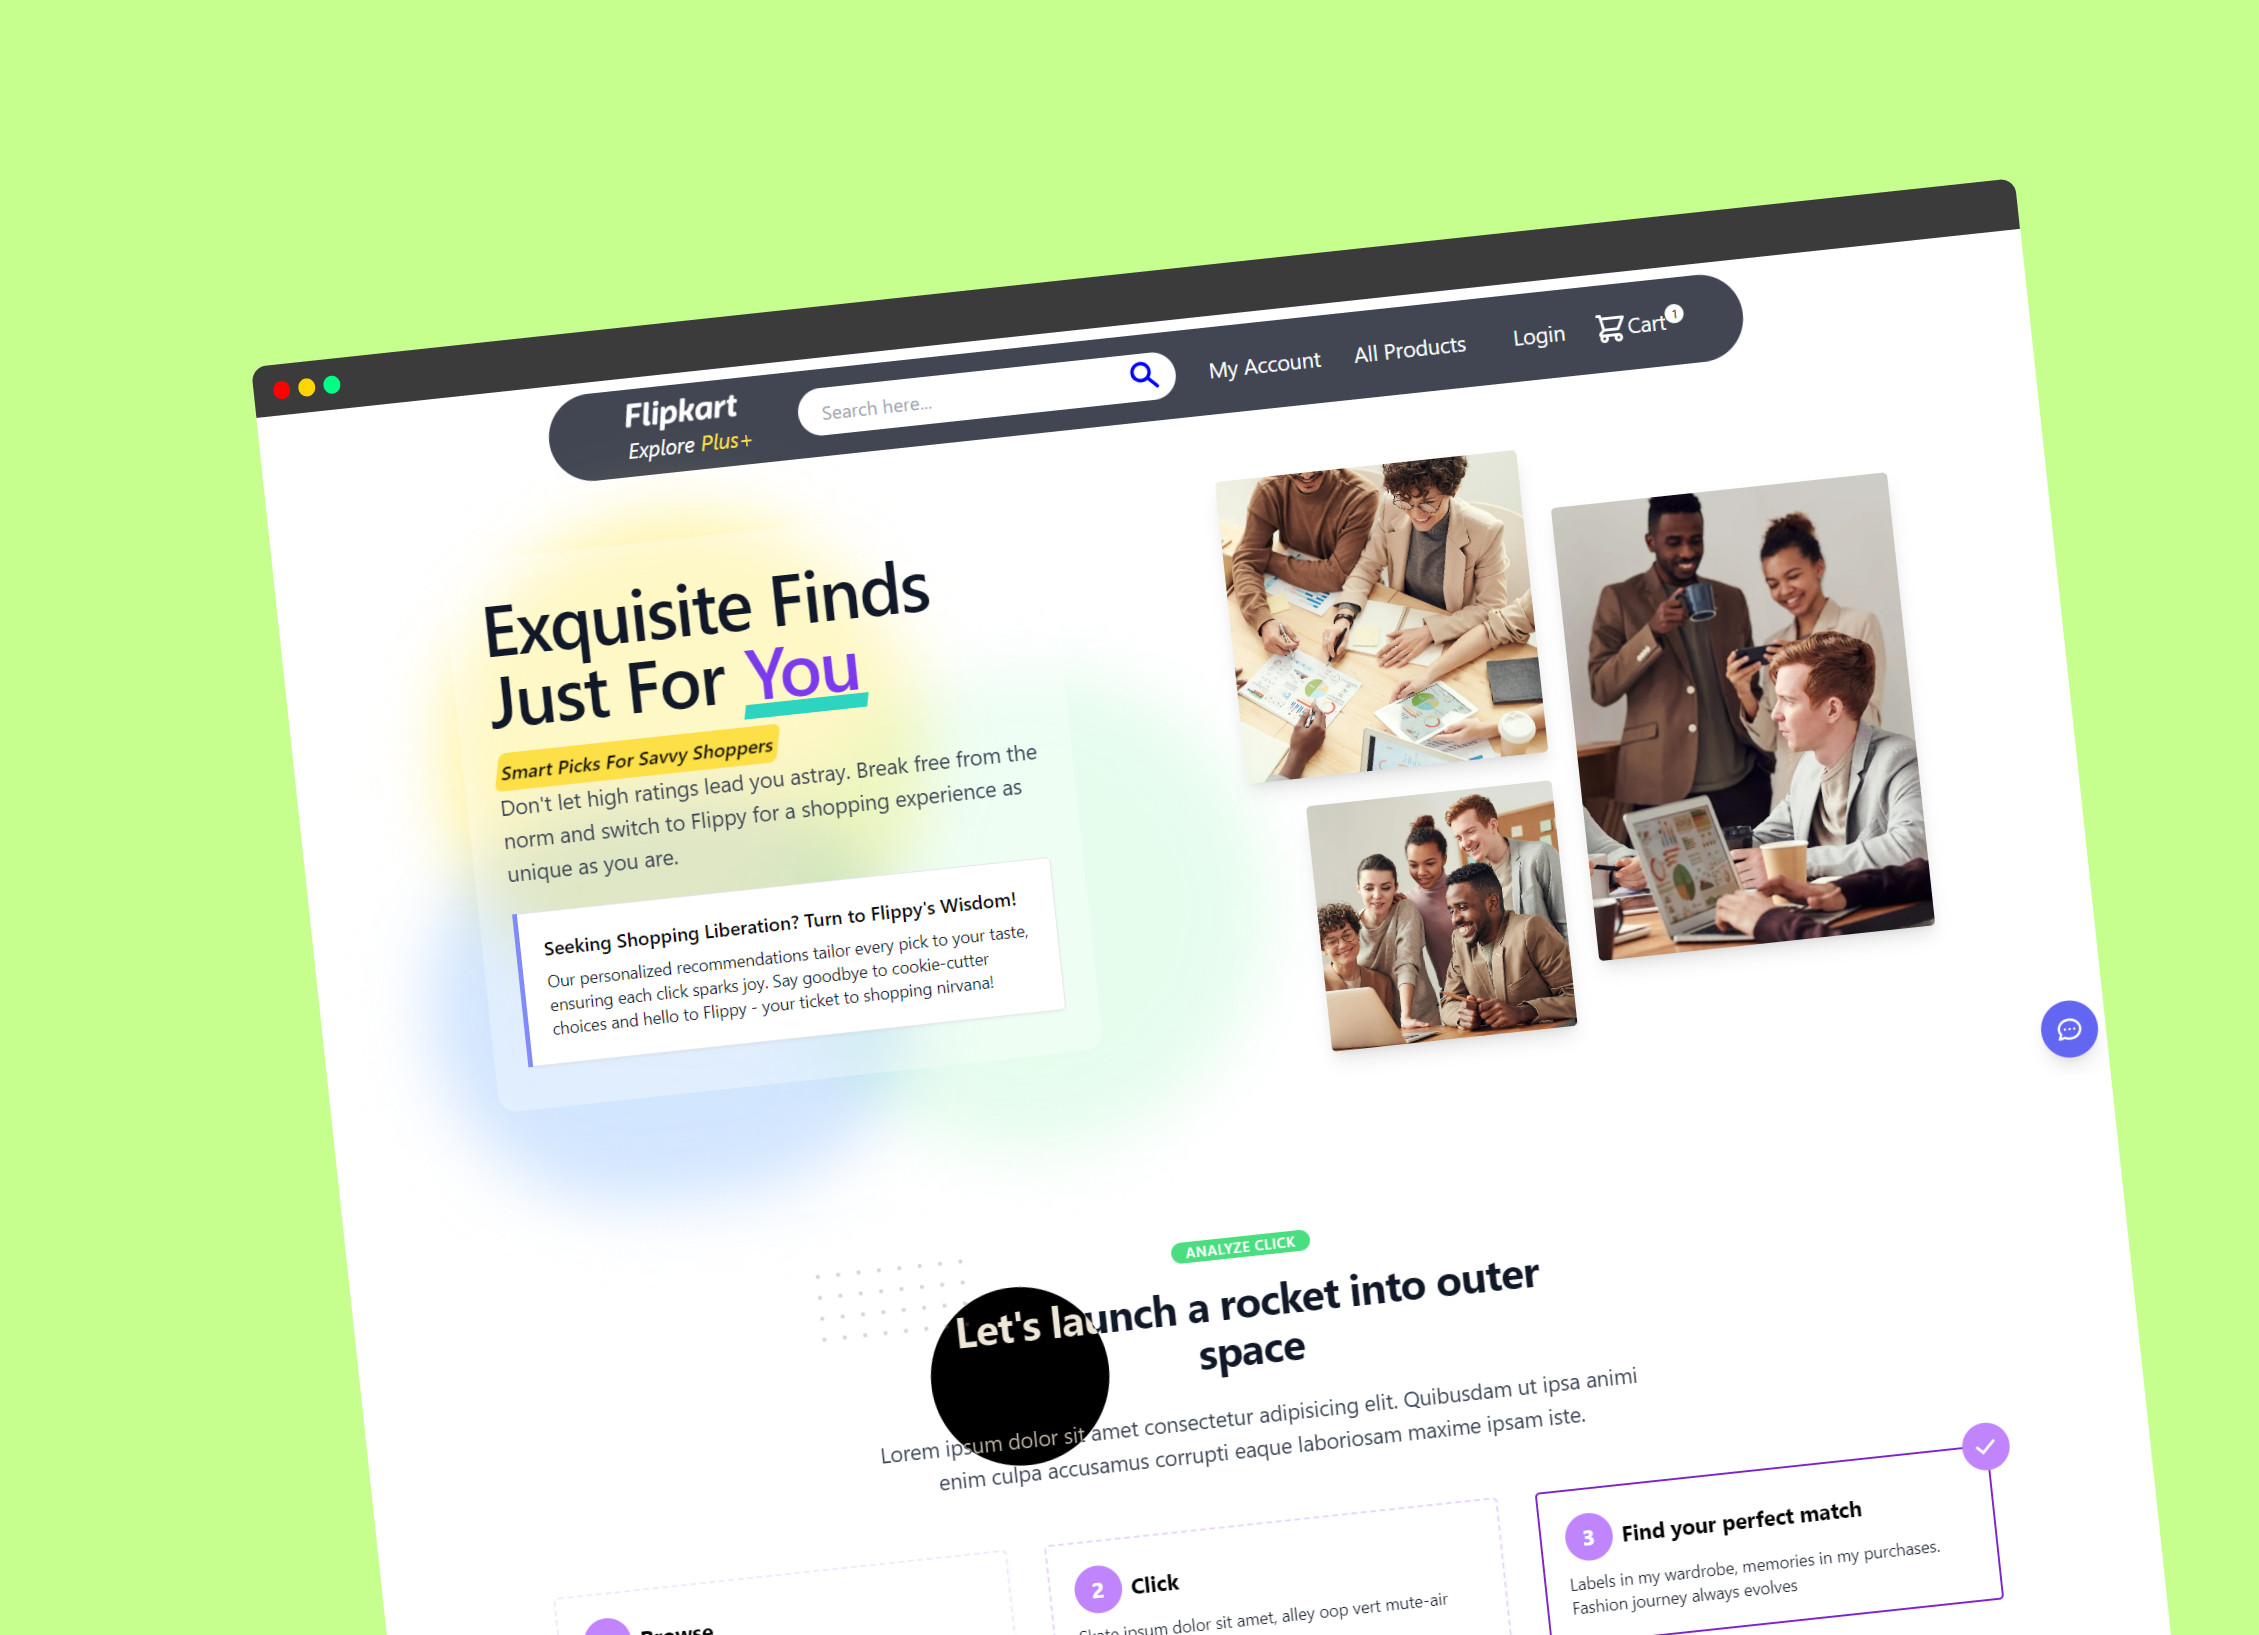 Flipkart
Explore Plus+
Search here...
My Account
All Products
Login
Cart
1
Exquisite Finds
Just For You
Smart Picks For Savvy Shoppers
Don't let high ratings lead you astray. Break free from the
norm and switch to Flippy for a shopping experience as
unique as you are.
Seeking Shopping Liberation? Turn to Flippy's Wisdom!
Our personalized recommendations tailor every pick to your taste,
ensuring each click sparks joy. Say goodbye to cookie-cutter
choices and hello to Flippy - your ticket to shopping nirvana!
ANALYZE CLICK
Let's launch a rocket into outer
space
Lorem ipsum dolor sit amet consectetur adipisicing elit. Quibusdam ut ipsa animi
enim culpa accusamus corrupti eaque laboriosam maxime ipsam iste.
Browse
2
Click
Skate ipsum dolor sit amet, alley oop vert mute-air
3
Find your perfect match
Labels in my wardrobe, memories in my purchases.
Fashion journey always evolves